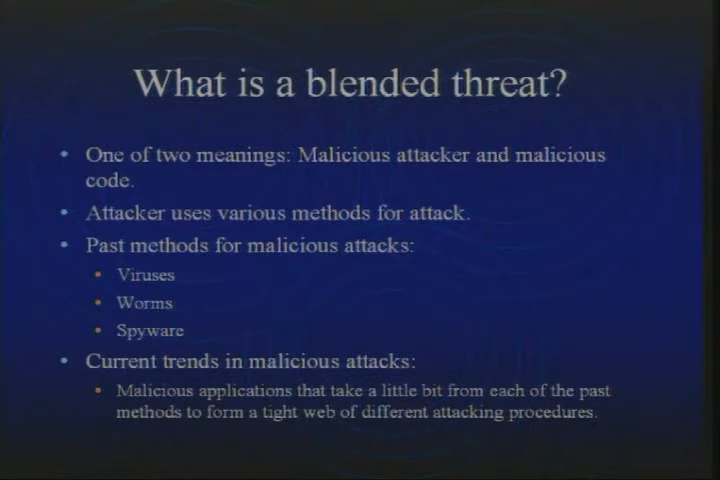 What is a blended threat?
• One of two meanings: Malicious attacker and malicious
code.
• Attacker uses various methods for attack.
• Past methods for malicious attacks:
• Viruses
• Worms
• Spyware
• Current trends in malicious attacks:
• Malicious applications that take a little bit from each of the past
methods to form a tight web of different attacking procedures.